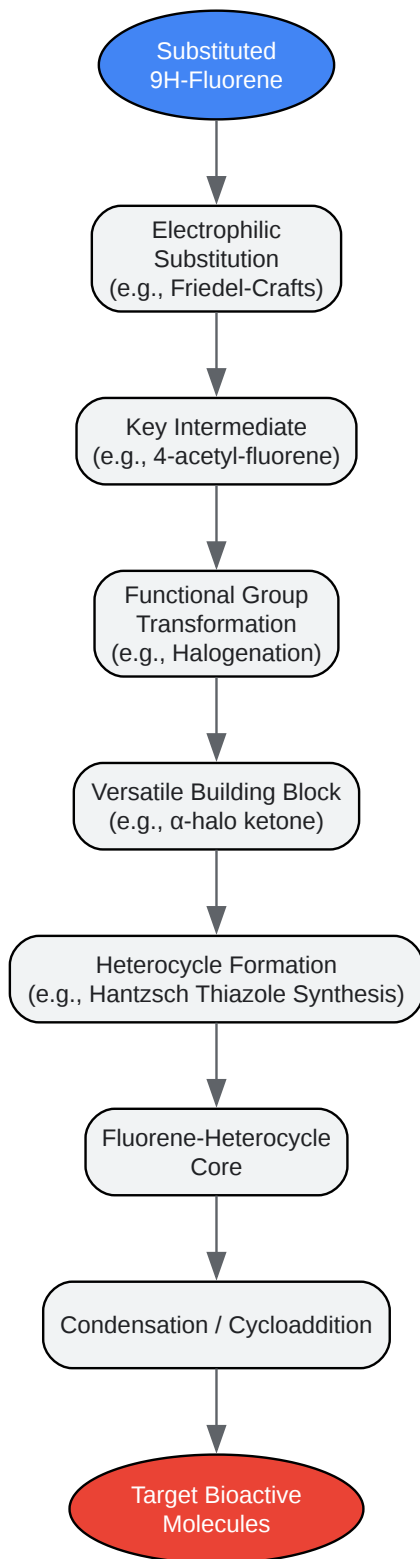 Substituted
9H-Fluorene
Electrophilic
Substitution
(e.g., Friedel-Crafts)
Key Intermediate
(e.g., 4-acetyl-fluorene)
Functional Group
Transformation
(e.g., Halogenation)
Versatile Building Block
(e.g., α-halo ketone)
Heterocycle Formation
(e.g., Hantzsch Thiazole Synthesis)
Fluorene-Heterocycle
Core
Condensation / Cycloaddition
Target Bioactive
Molecules